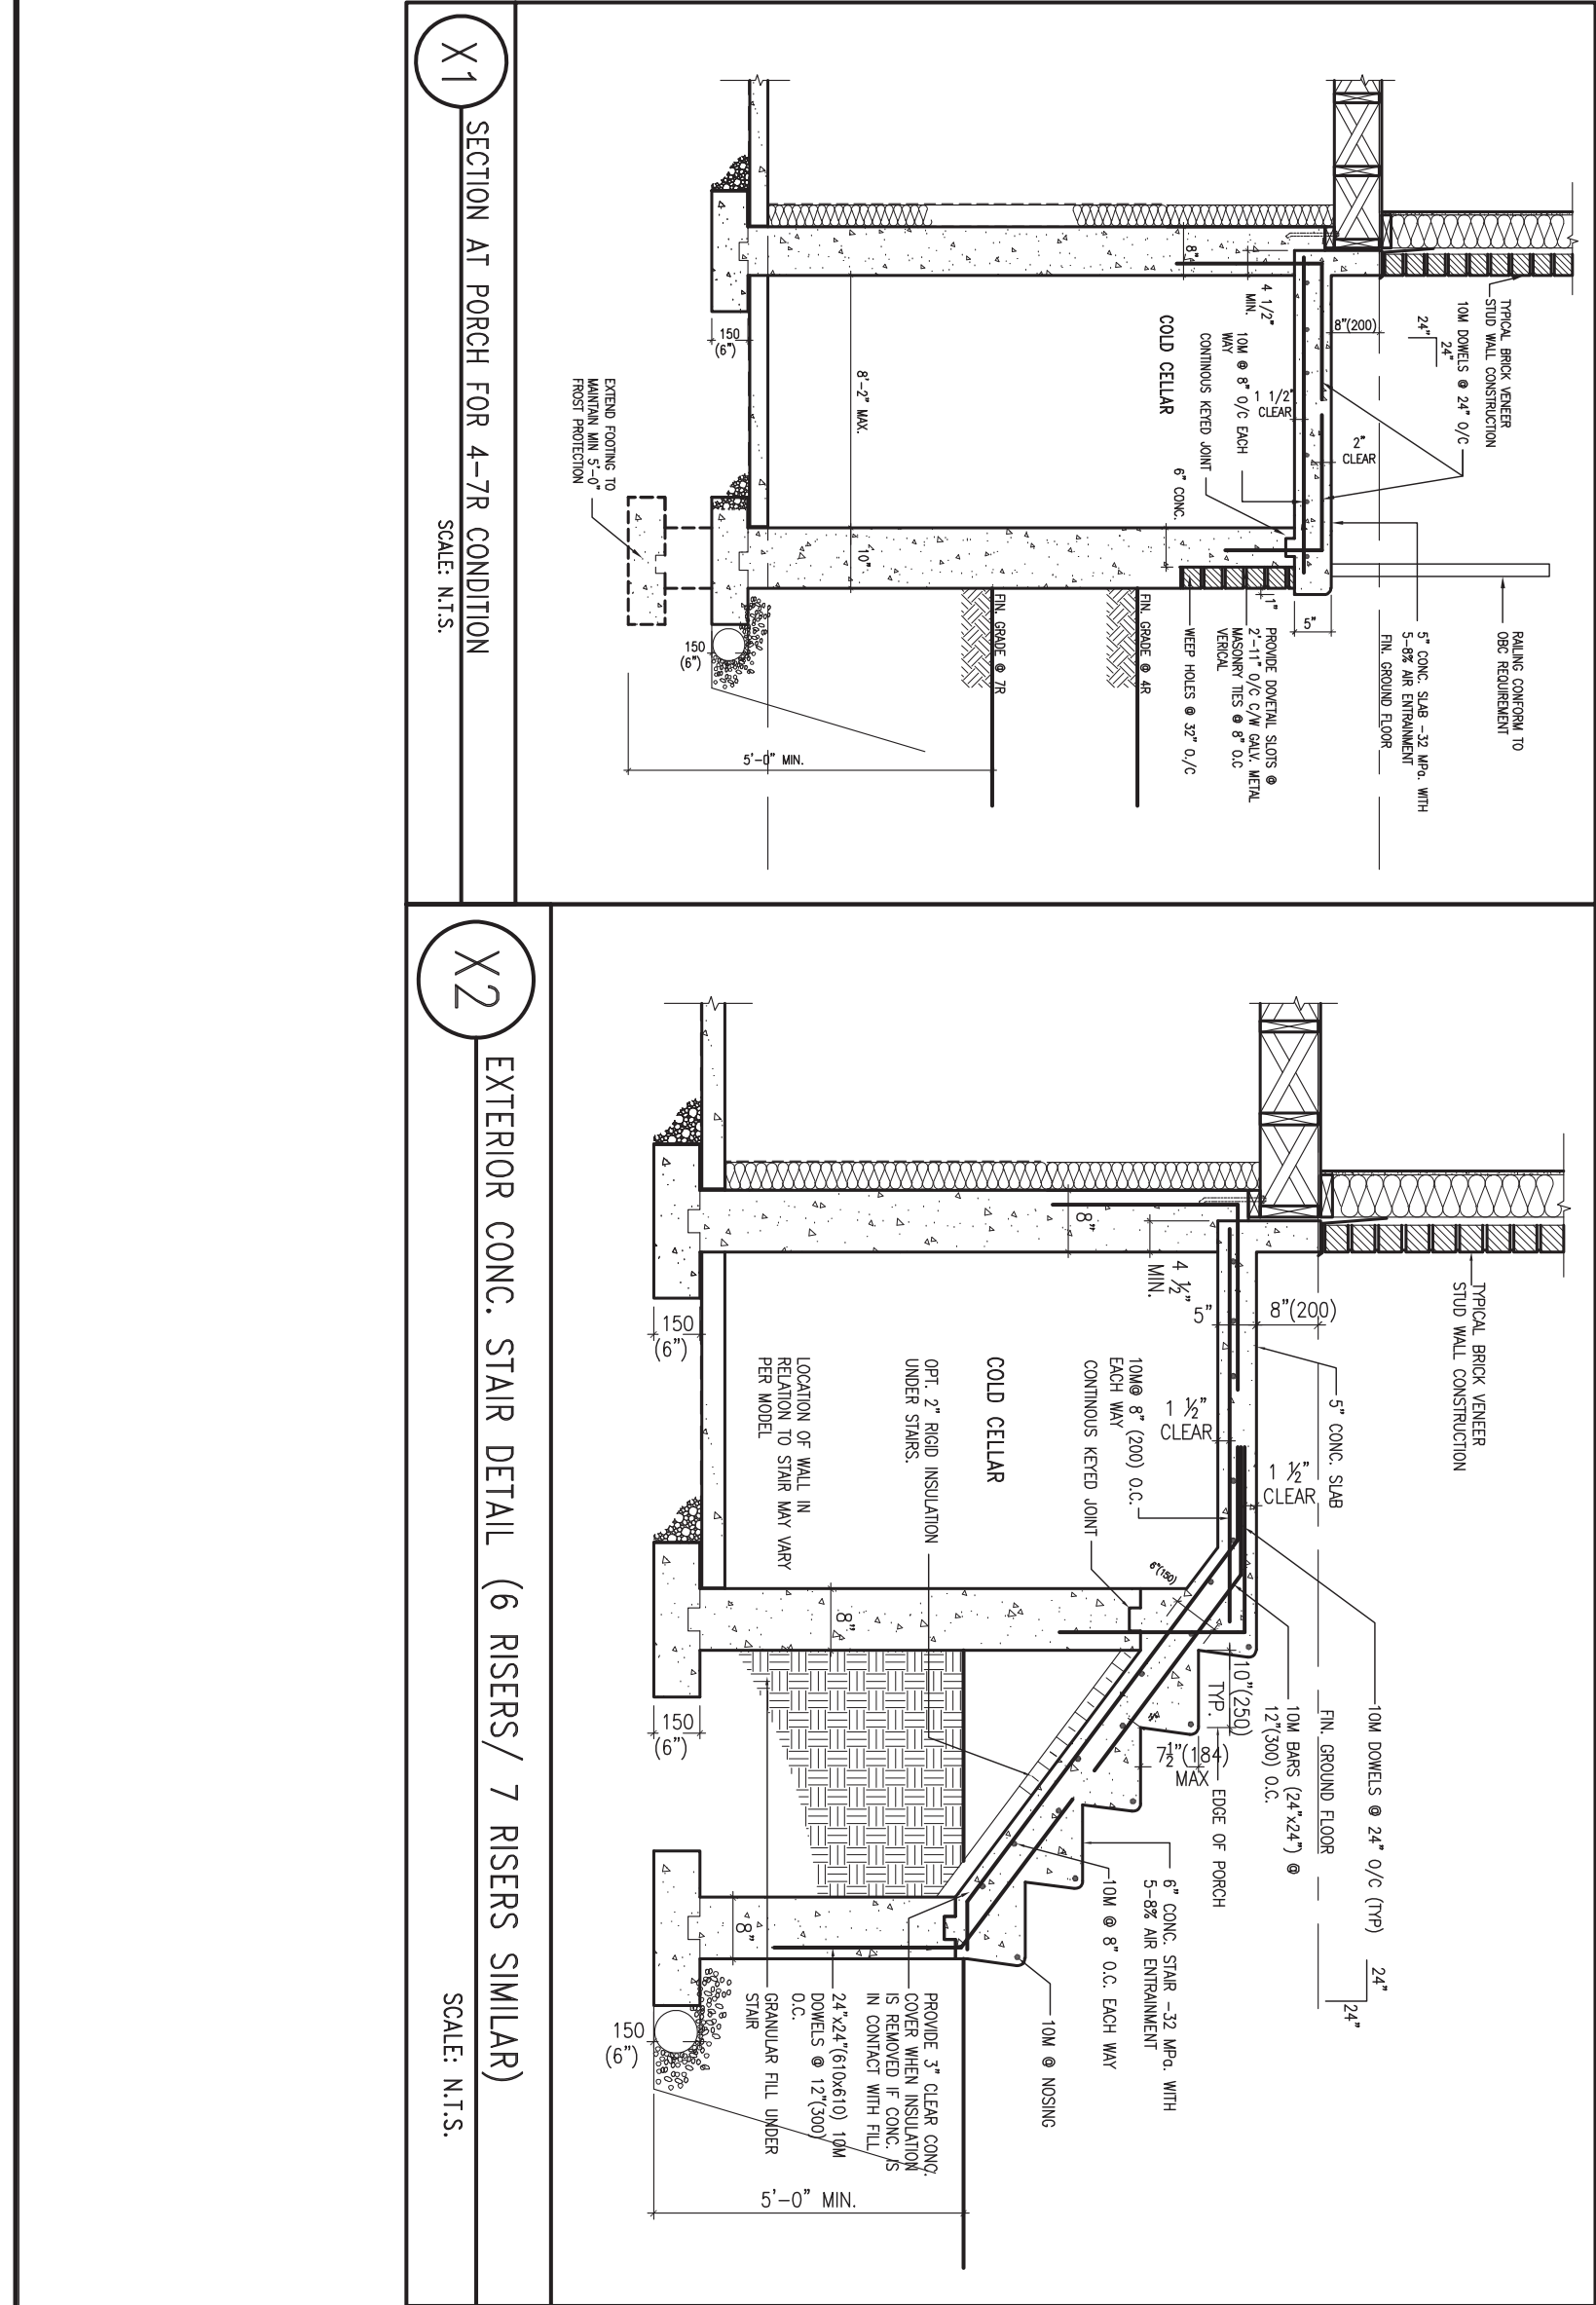 X1
SECTION AT PORCH FOR 4-7R CONDITION
SCALE: N.T.S.
TYPICAL BRICK VENEER
STUD WALL CONSTRUCTION
10M DOWELS @ 24" O/C
24"
24"
8"(200)
RAILING CONFORM TO
OBC REQUIREMENT
5" CONC. SLAB -32 MPa. WITH
5-8% AIR ENTRAINMENT
FIN. GROUND FLOOR
2"
CLEAR
1 1/2"
CLEAR
5"
1"
8"
4 1/2"
MIN.
10M @ 8" O/C EACH
WAY
CONTINOUS KEYED JOINT
COLD CELLAR
6" CONC.
PROVIDE DOVETAIL SLOTS @
2'-11" O/C C/W GALV. METAL
MASONRY TIES @ 8" O.C
VERICAL
WEEP HOLES @ 32" O./C
FIN. GRADE @ 4R
FIN. GRADE @ 7R
8'-2" MAX.
10"
5'-0" MIN.
150
(6")
150
(6")
EXTEND FOOTING TO
MAINTAIN MIN 5'-0"
FROST PROTECTION
X2
EXTERIOR CONC. STAIR DETAIL (6 RISERS/ 7 RISERS SIMILAR)
SCALE: N.T.S.
TYPICAL BRICK VENEER
STUD WALL CONSTRUCTION
24"
24"
10M DOWELS @ 24" O/C (TYP)
5" CONC. SLAB
FIN. GROUND FLOOR
8"(200)
1 ½"
CLEAR
10M BARS (24"x24") @
12"(300) O.C.
10"(250)
TYP.
EDGE OF PORCH
7½"(184)
MAX
5"
1 ½"
CLEAR
8"
4 ½"
MIN.
10M@ 8" (200) O.C.
EACH WAY
CONTINOUS KEYED JOINT
6"(150)
6" CONC. STAIR -32 MPa. WITH
5-8% AIR ENTRAINMENT
10M @ 8" O.C. EACH WAY
10M @ NOSING
COLD CELLAR
OPT. 2" RIGID INSULATION
UNDER STAIRS.
LOCATION OF WALL IN
RELATION TO STAIR MAY VARY
PER MODEL
8"
8"
PROVIDE 3" CLEAR CONC.
COVER WHEN INSULATION
IS REMOVED IF CONC. IS
IN CONTACT WITH FILL
24"x24"(610x610) 10M
DOWELS @ 12"(300)
O.C.
GRANULAR FILL UNDER
STAIR
5'-0" MIN.
150
(6")
150
(6")
150
(6")